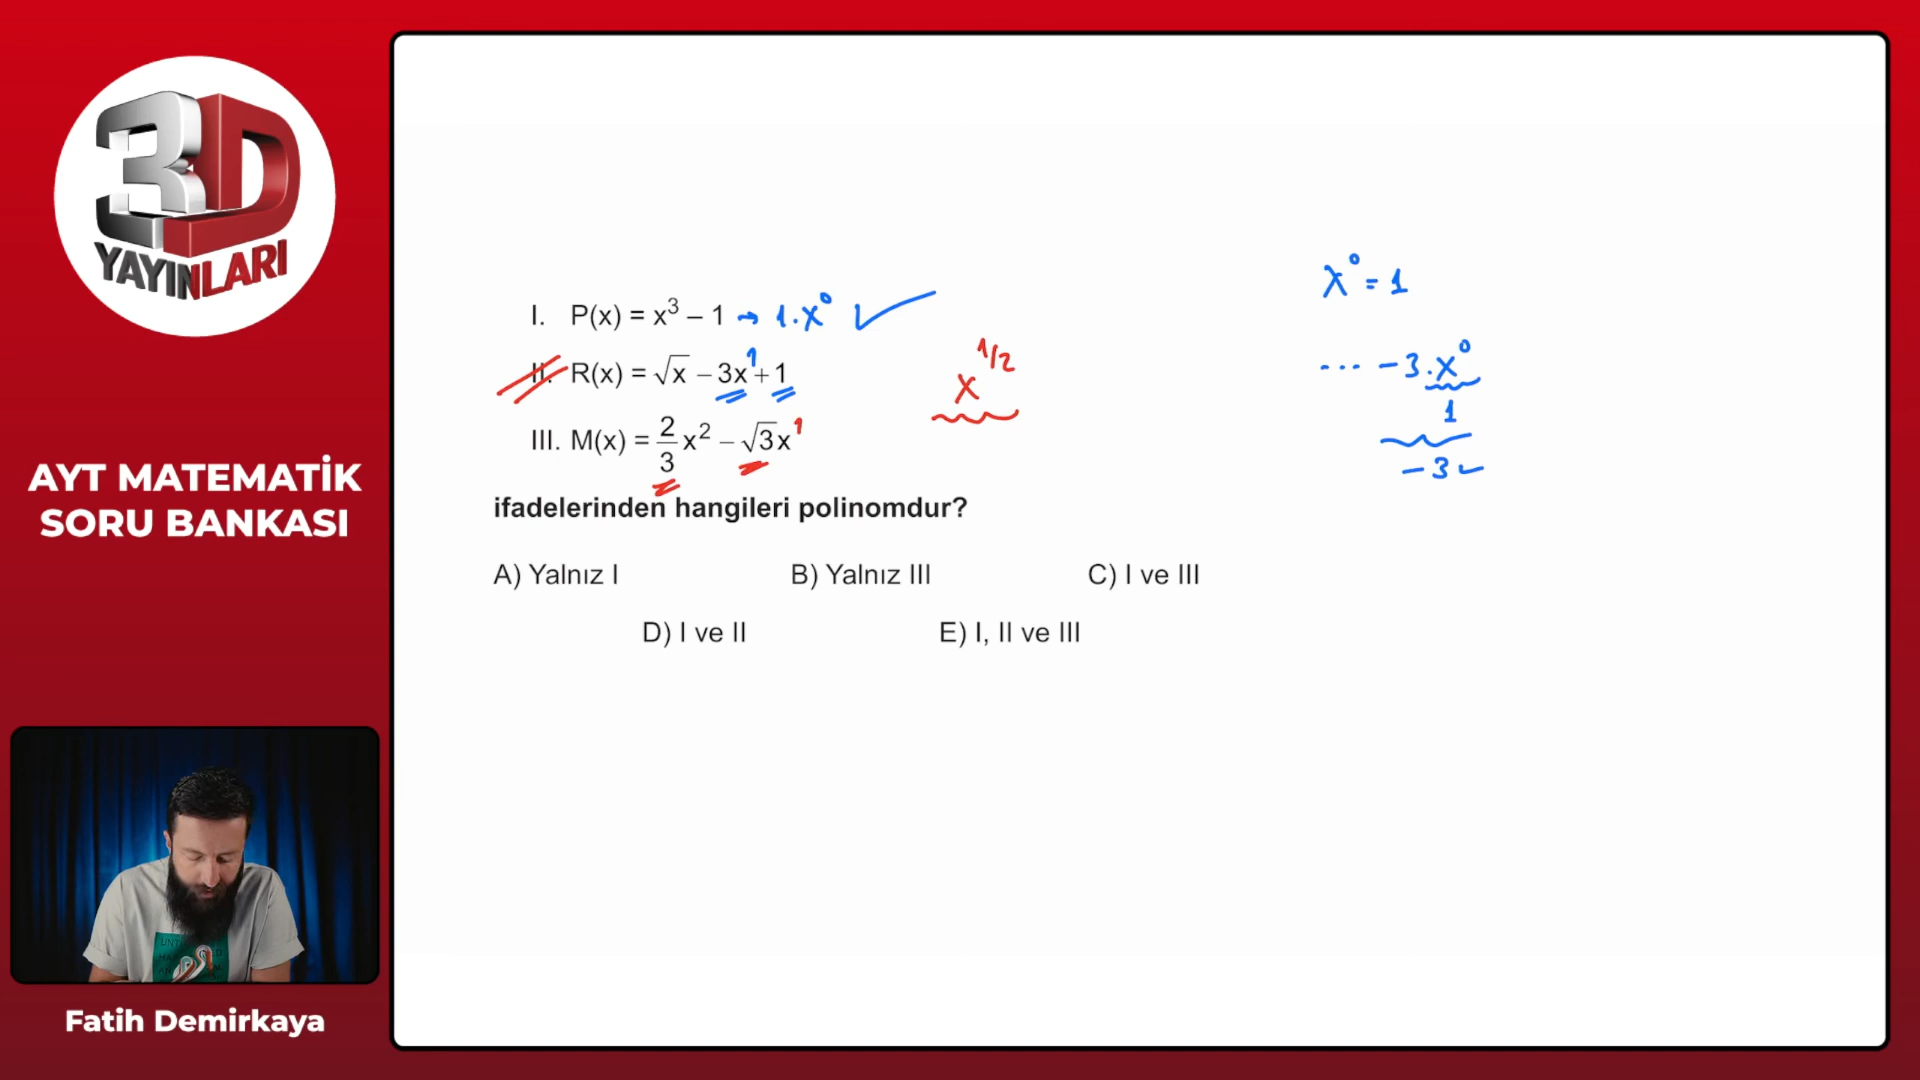 3D
YAYINLARI
AYT MATEMATİK
SORU BANKASI
I. P(x) = x³ – 1 → 1.x⁰ ✓
II. R(x) = √x – 3x¹ + 1
x^1/2
III. M(x) = 2/3 x² – √3x¹
ifadelerinden hangileri polinomdur?
A) Yalnız I B) Yalnız III C) I ve III
D) I ve II E) I, II ve III
x⁰ = 1
... –3.x⁰
1
–3 ✓
Fatih Demirkaya